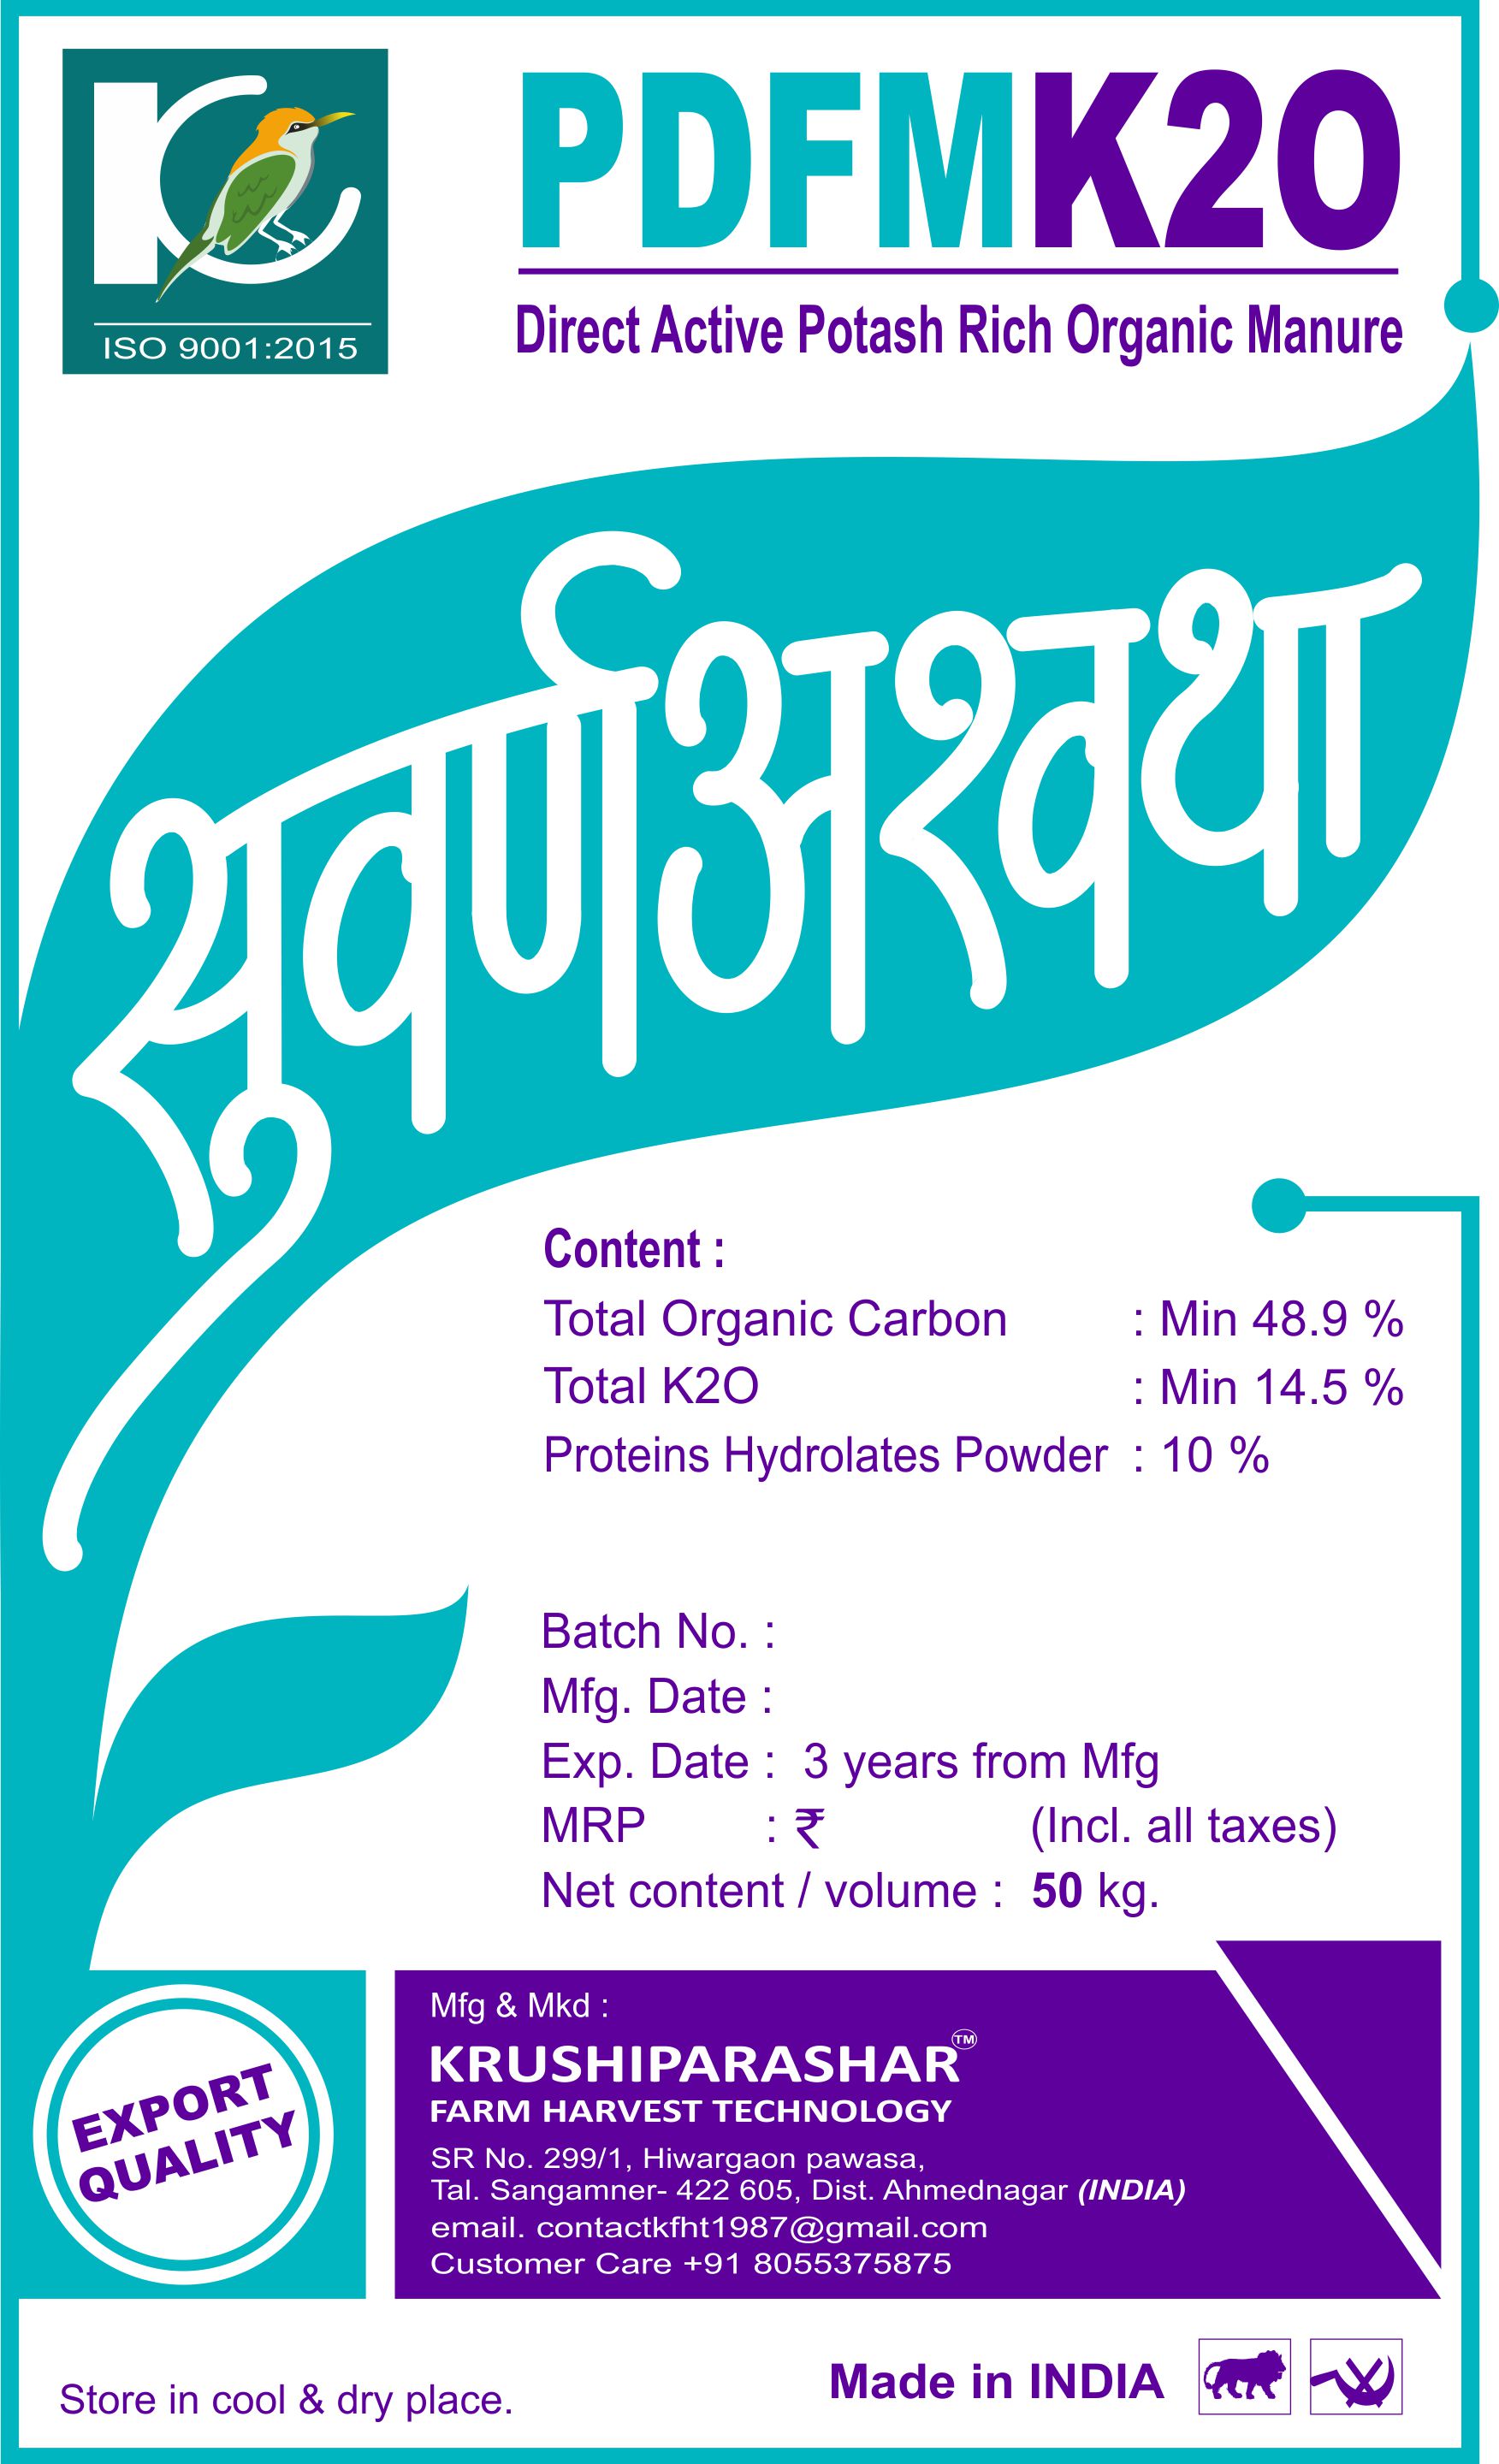 PDFMK2O
ISO 9001:2015
Direct Active Potash Rich Organic Manure
सूवर्णअश्वथा
Content :
Total Organic Carbon : Min 48.9 %
Total K2O : Min 14.5 %
Proteins Hydrolates Powder : 10 %
Batch No. :
Mfg. Date :
Exp. Date : 3 years from Mfg
MRP : ₹ (Incl. all taxes)
Net content / volume : 50 kg.
EXPORT
QUALITY
Mfg & Mkd :
KRUSHIPARASHAR™
FARM HARVEST TECHNOLOGY
SR No. 299/1, Hiwargaon pawasa,
Tal. Sangamner- 422 605, Dist. Ahmednagar (INDIA)
email. contactkfht1987@gmail.com
Customer Care +91 8055375875
Store in cool & dry place.
Made in INDIA